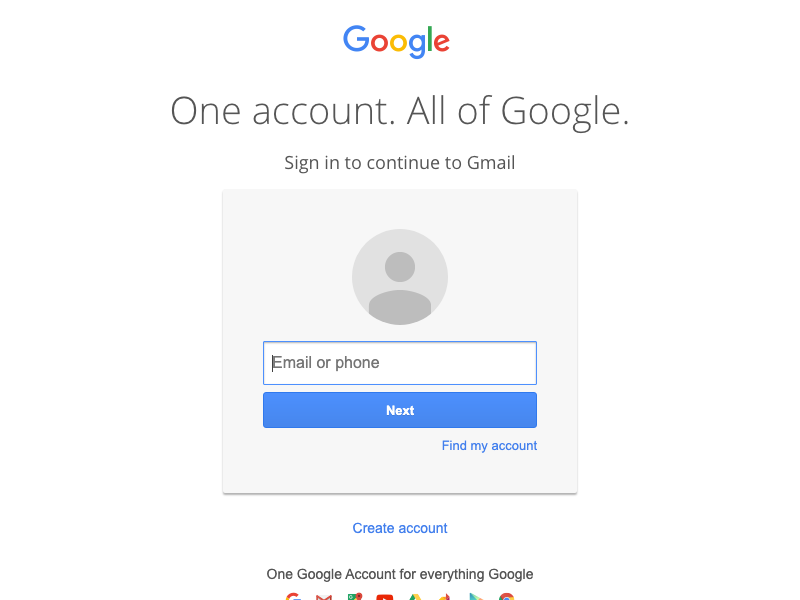 Google
One account. All of Google.
Sign in to continue to Gmail
Email or phone
Next
Find my account
Create account
One Google Account for everything Google